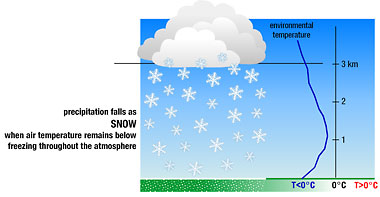 environmental
temperature
3 km
precipitation falls as
SNOW
when air temperature remains below
freezing throughout the atmosphere
2
1
T<0°C 0°C T>0°C